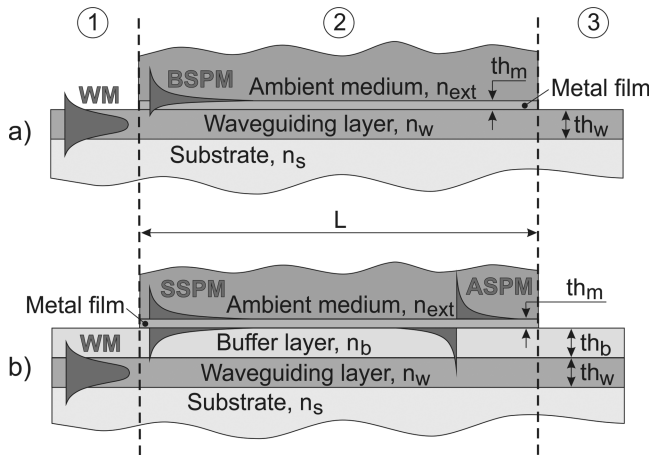 1 2 3
BSPM
th_m
Ambient medium, n_ext
Metal film
WM
a)
Waveguiding layer, n_w
th_w
Substrate, n_s
L
SSPM
ASPM
th_m
Metal film
Ambient medium, n_ext
WM
Buffer layer, n_b
th_b
b)
Waveguiding layer, n_w
th_w
Substrate, n_s